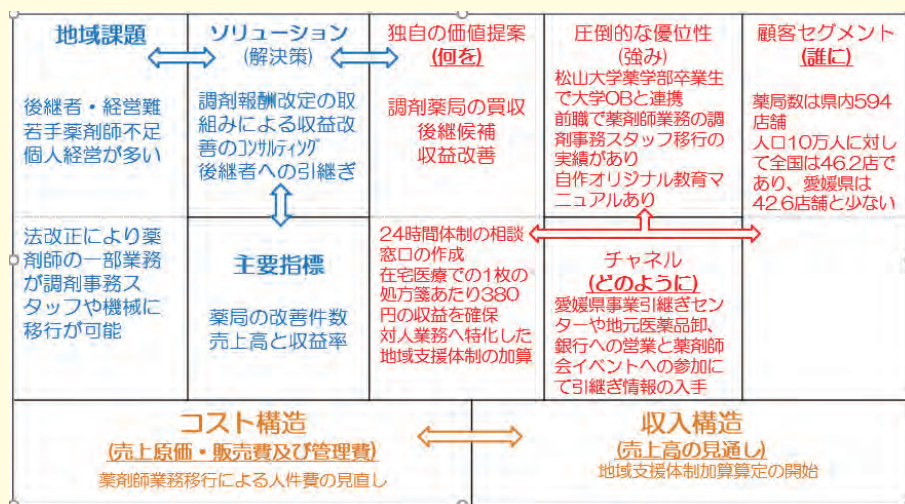 地域課題
後継者・経営難
若手薬剤師不足
個人経営が多い
法改正により薬
剤師の一部業務
が調剤事務ス
タッフや機械に
移行が可能
ソリューション
(解決策)
調剤報酬改定の取
組みによる収益改
善のコンサルティング
後継者への引継ぎ
主要指標
薬局の改善件数
売上高と収益率
独自の価値提案
(何を)
調剤薬局の買収
後継候補
収益改善
24時間体制の相談
窓口の作成
在宅医療での1枚の
処方箋あたり380
円の収益を確保
対人業務へ特化した
地域支援体制の加算
圧倒的な優位性
(強み)
松山大学薬学部卒業生
で大学OBと連携
前職で薬剤師業務の調
剤事務スタッフ移行の
実績があり
自作オリジナル教育マ
ニュアルあり
チャネル
(どのように)
愛媛県事業引継ぎセン
ターや地元医薬品卸、
銀行への営業と薬剤師
会イベントへの参加に
て引継ぎ情報の入手
顧客セグメント
(誰に)
薬局数は県内594
店舗
人口10万人に対し
て全国は46.2店で
あり、愛媛県は
42.6店舗と少ない
コスト構造
(売上原価・販売費及び管理費)
薬剤師業務移行による人件費の見直し
収入構造
(売上高の見通し)
地域支援体制加算算定の開始